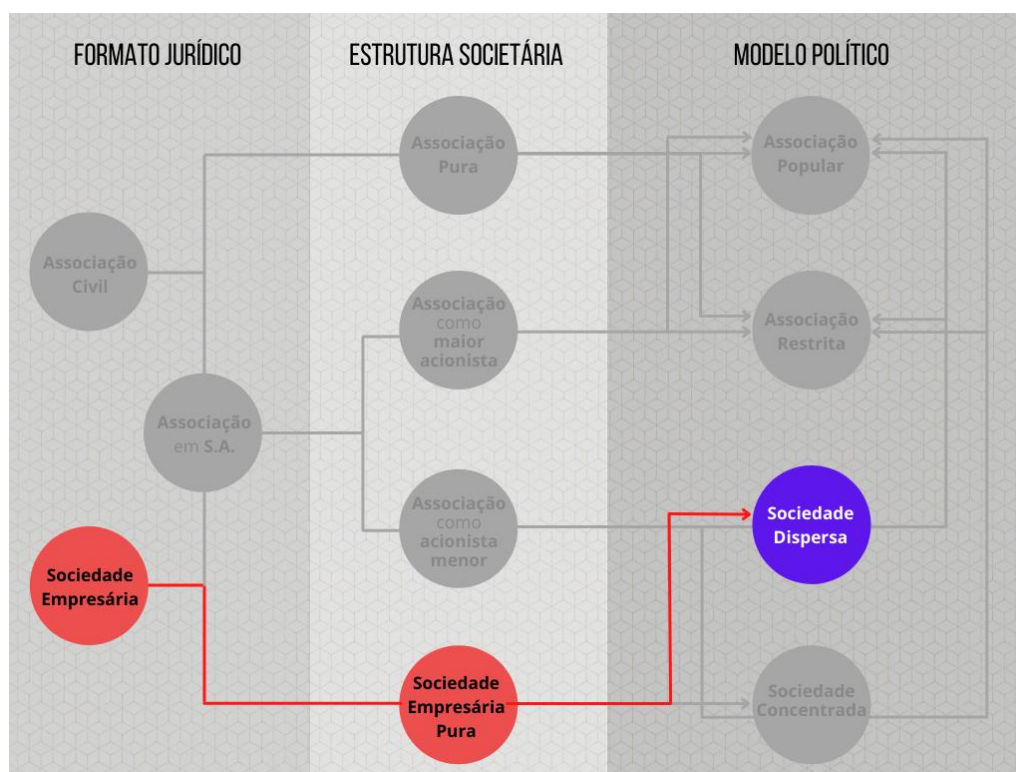 FORMATO JURÍDICO
ESTRUTURA SOCIETÁRIA
MODELO POLÍTICO
Associação
Civil
Associação
em S.A.
Sociedade
Empresária
Associação
Pura
Associação
como
maior
acionista
Associação
como
acionista
menor
Sociedade
Empresária
Pura
Associação
Popular
Associação
Restrita
Sociedade
Dispersa
Sociedade
Concentrada